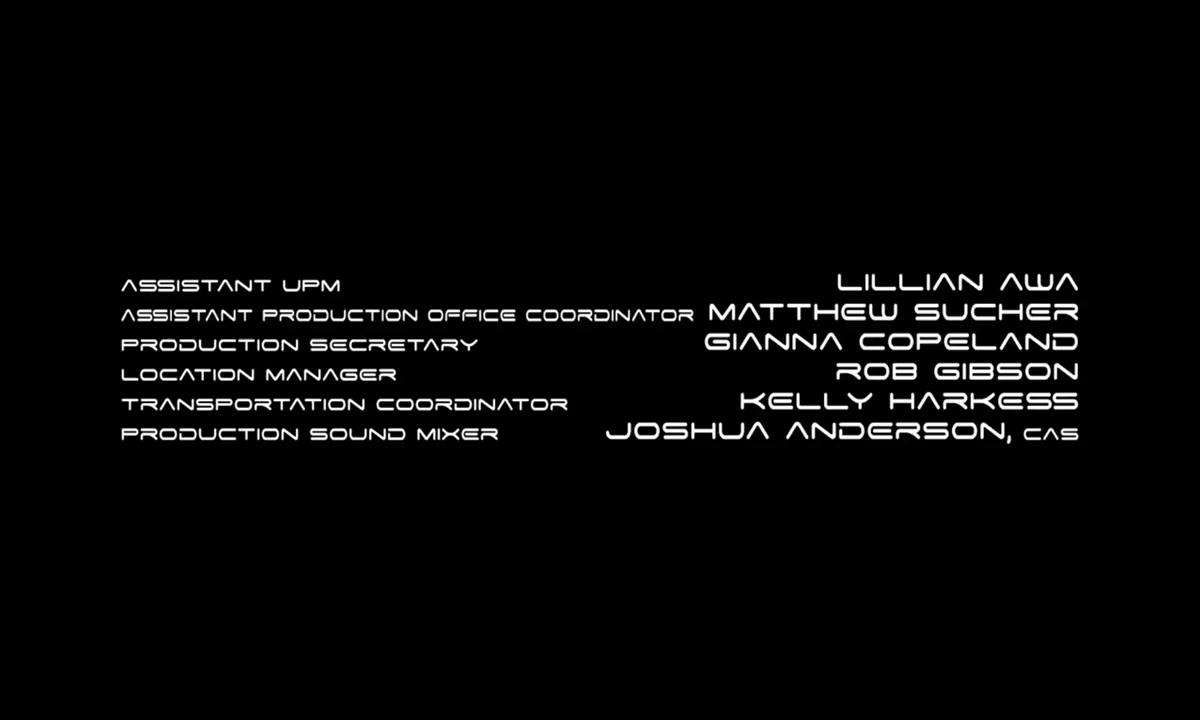 ASSISTANT UPM LILLIAN AWA
ASSISTANT PRODUCTION OFFICE COORDINATOR MATTHEW SUCHER
PRODUCTION SECRETARY GIANNA COPELAND
LOCATION MANAGER ROB GIBSON
TRANSPORTATION COORDINATOR KELLY HARKESS
PRODUCTION SOUND MIXER JOSHUA ANDERSON, CAS